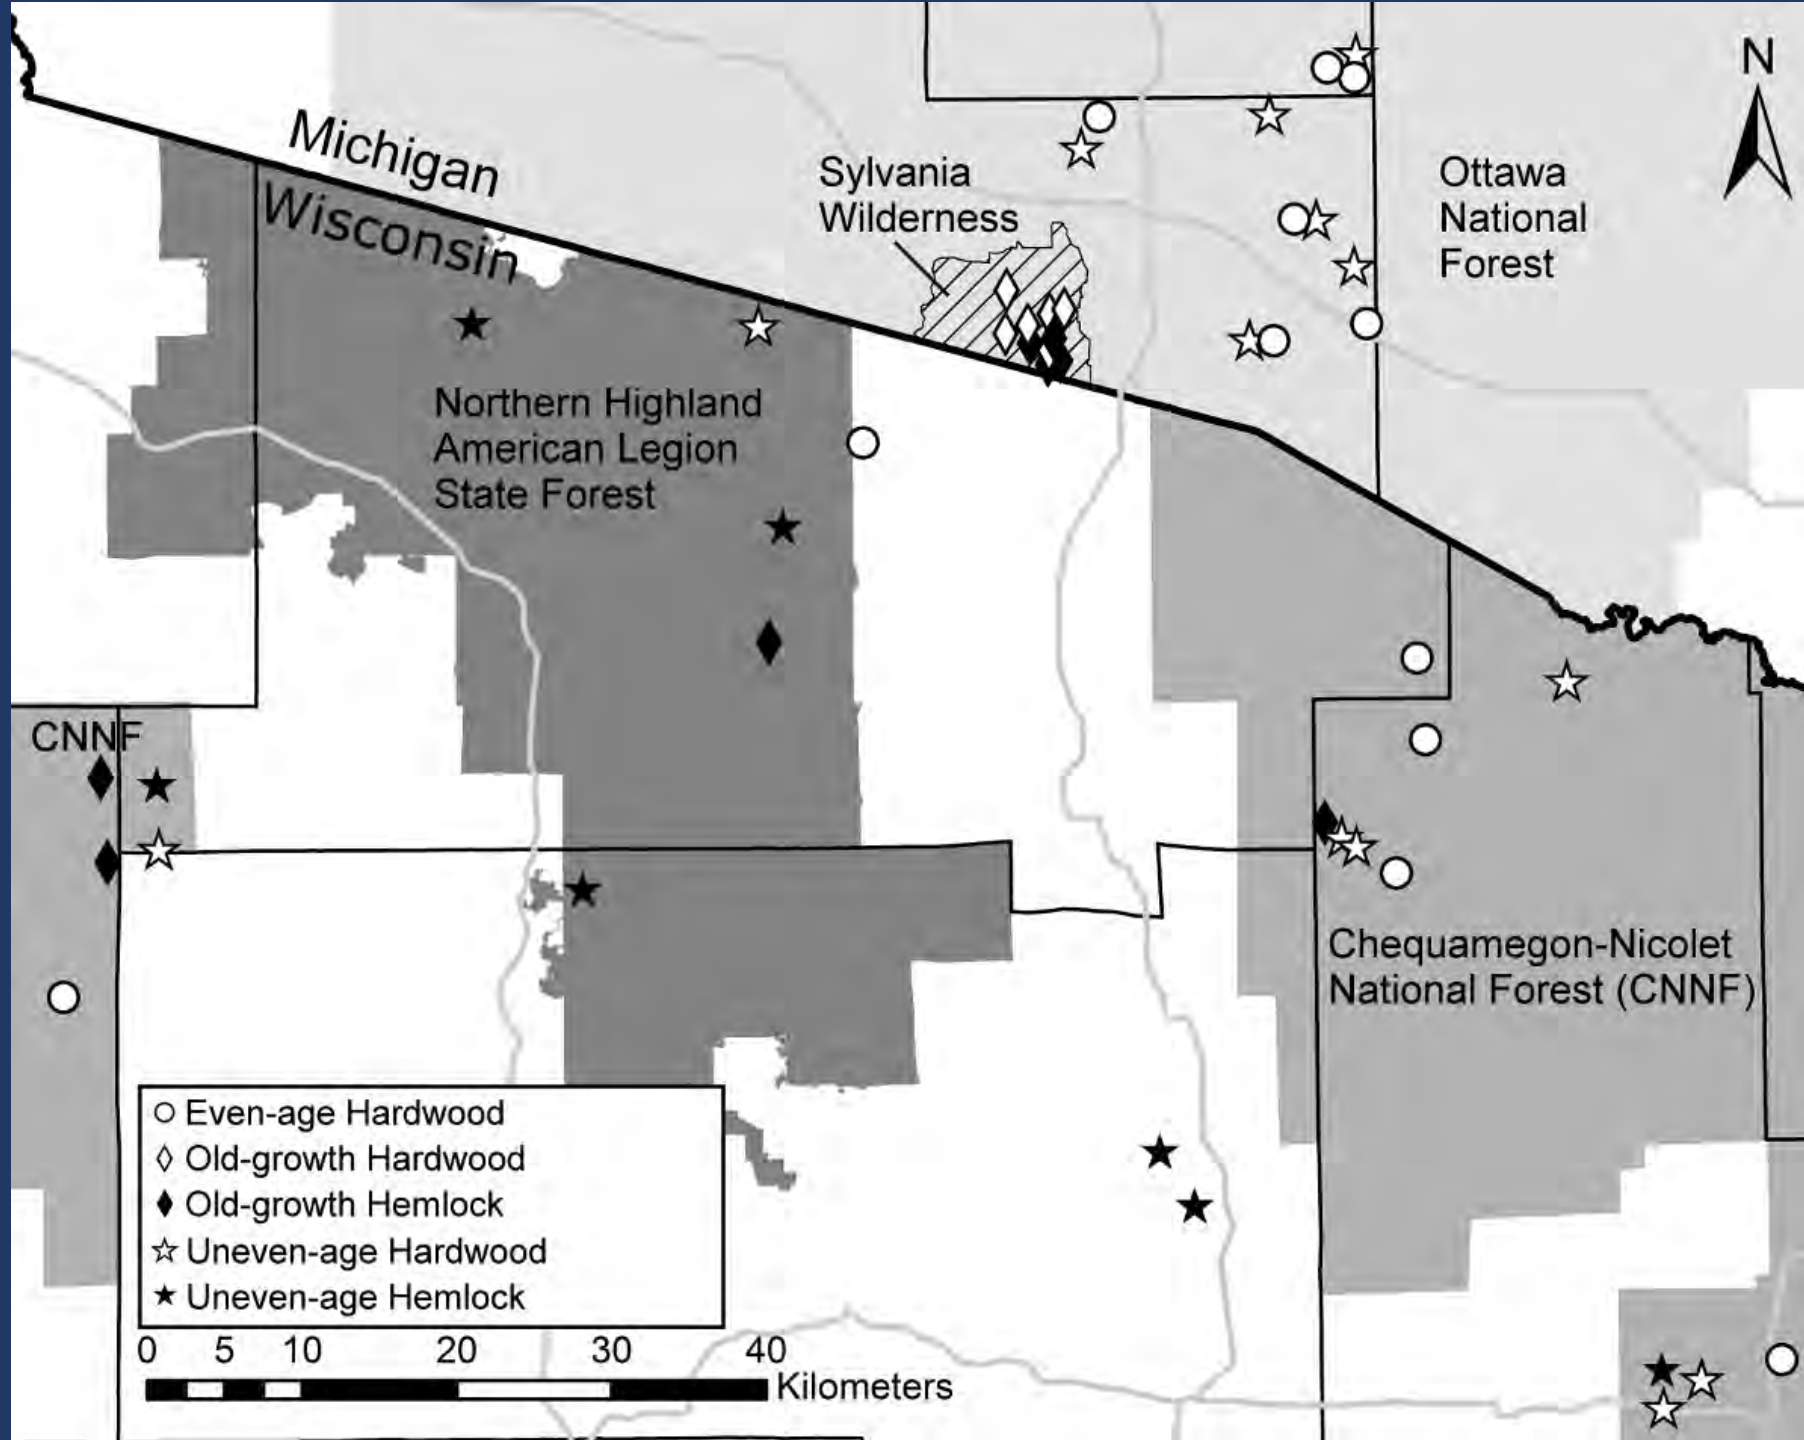 N
Michigan
Wisconsin
Sylvania
Wilderness
Ottawa
National
Forest
Northern Highland
American Legion
State Forest
CNNF
Chequamegon-Nicolet
National Forest (CNNF)
Even-age Hardwood
Old-growth Hardwood
Old-growth Hemlock
Uneven-age Hardwood
Uneven-age Hemlock
0 5 10 20 30 40
Kilometers